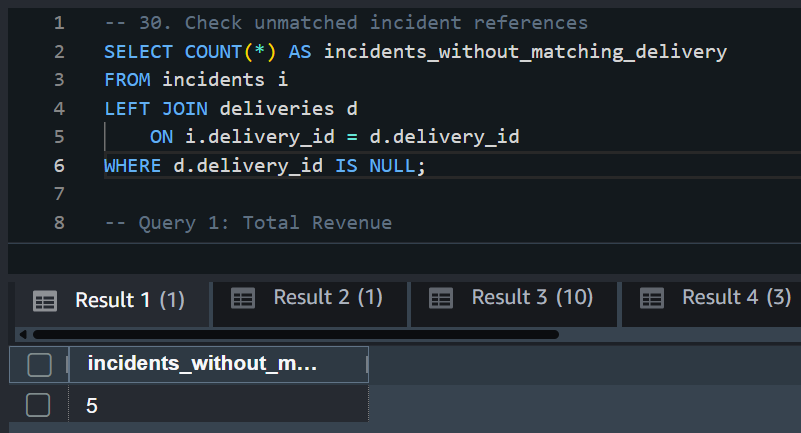 1 -- 30. Check unmatched incident references
2 SELECT COUNT(*) AS incidents_without_matching_delivery
3 FROM incidents i
4 LEFT JOIN deliveries d
5 ON i.delivery_id = d.delivery_id
6 WHERE d.delivery_id IS NULL;
7
8 -- Query 1: Total Revenue
Result 1 (1) Result 2 (1) Result 3 (10) Result 4 (3)
incidents_without_m...
5